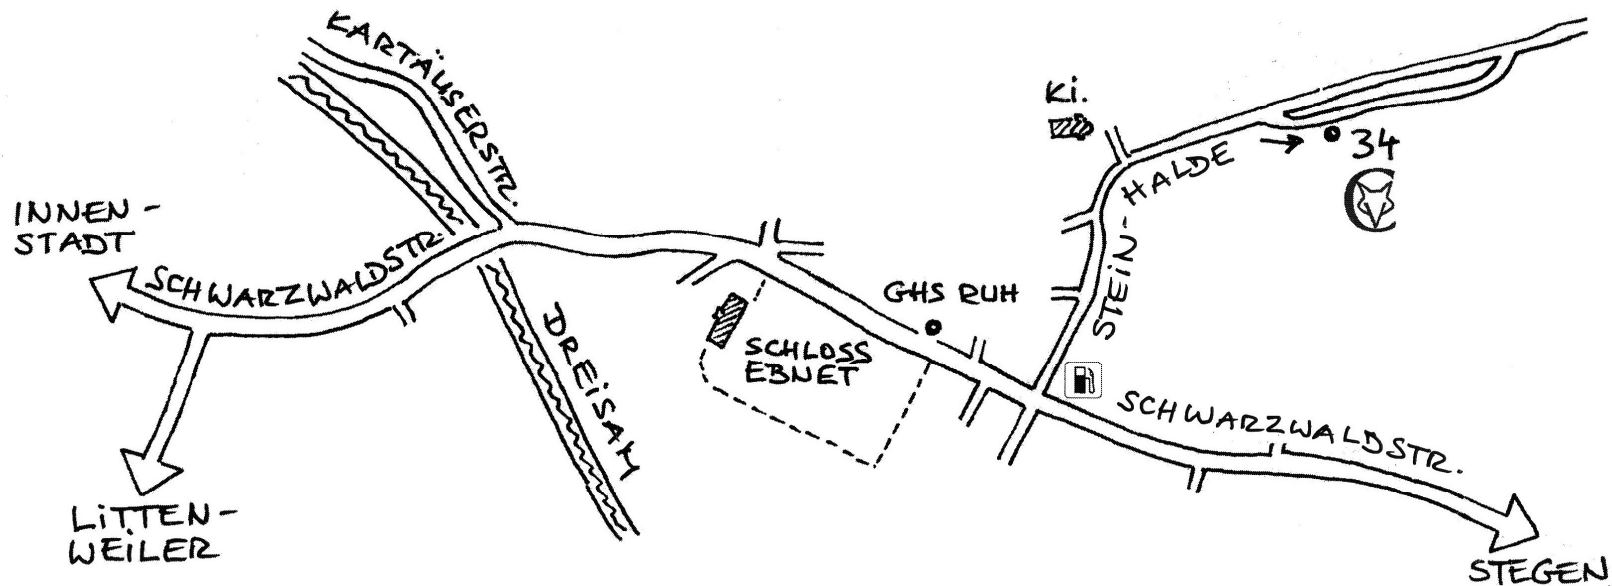 KARTÄUSERSTR.
Ki.
34
STEIN-HALDE
INNEN-
STADT
SCHWARZWALDSTR.
GHS RUH
DREiSAM
SCHLOSS
EBNET
SCHWARZWALDSTR.
LiTTEN-
WEiLER
STEGEN